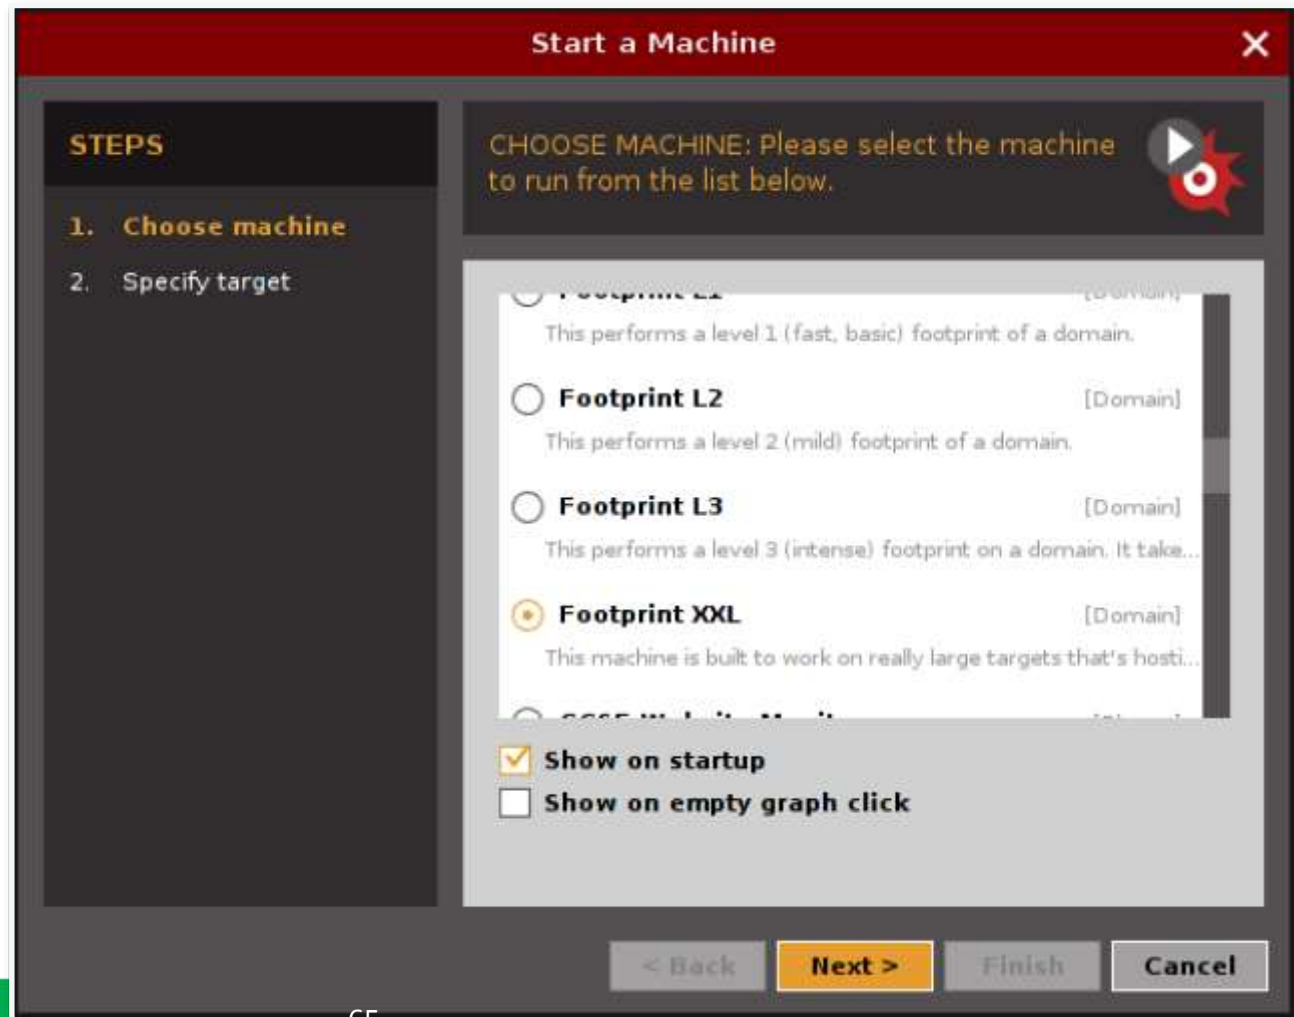 Start a Machine
STEPS
1. Choose machine
2. Specify target
CHOOSE MACHINE: Please select the machine
to run from the list below.
Footprint L1 [Domain]
This performs a level 1 (fast, basic) footprint of a domain.
Footprint L2 [Domain]
This performs a level 2 (mild) footprint of a domain.
Footprint L3 [Domain]
This performs a level 3 (intense) footprint on a domain. It take...
Footprint XXL [Domain]
This machine is built to work on really large targets that's hosti...
Show on startup
Show on empty graph click
< Back Next > Finish Cancel